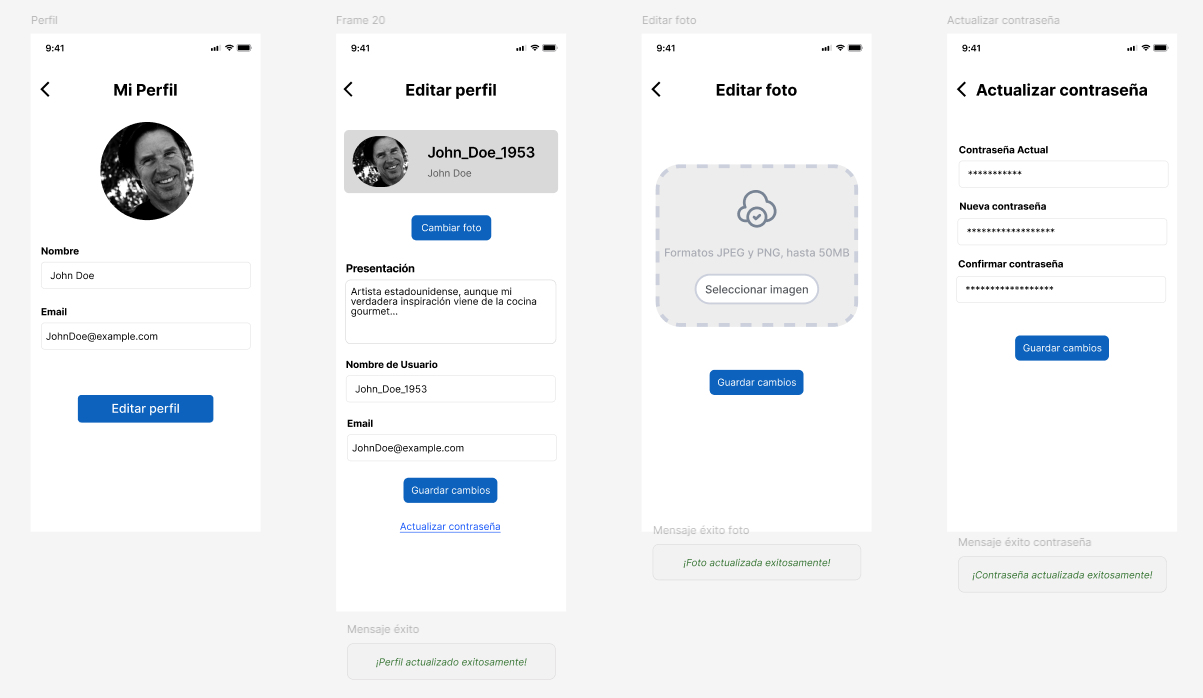 Perfil
9:41
Mi Perfil
Nombre
John Doe
Email
JohnDoe@example.com
Editar perfil
Frame 20
9:41
Editar perfil
John_Doe_1953
John Doe
Cambiar foto
Presentación
Artista estadounidense, aunque mi
verdadera inspiración viene de la cocina
gourmet...
Nombre de Usuario
John_Doe_1953
Email
JohnDoe@example.com
Guardar cambios
Actualizar contraseña
Mensaje éxito
¡Perfil actualizado exitosamente!
Editar foto
9:41
Editar foto
Formatos JPEG y PNG, hasta 50MB
Seleccionar imagen
Guardar cambios
Mensaje éxito foto
¡Foto actualizada exitosamente!
Actualizar contraseña
9:41
Actualizar contraseña
Contraseña Actual
***********
Nueva contraseña
******************
Confirmar contraseña
******************
Guardar cambios
Mensaje éxito contraseña
¡Contraseña actualizada exitosamente!